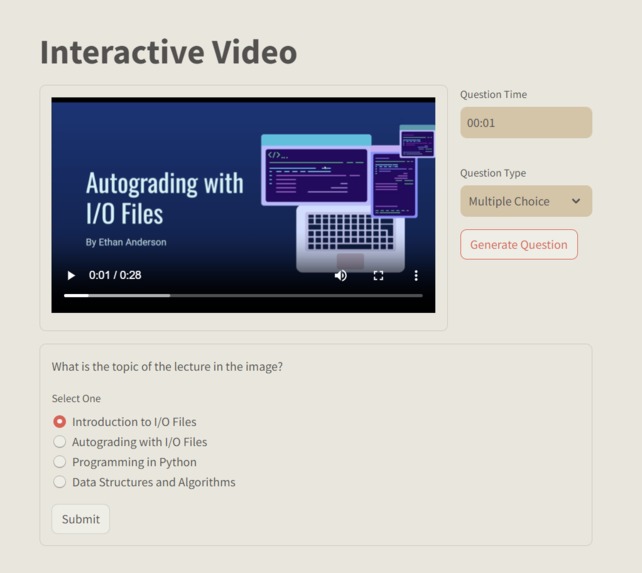 Interactive Video
Question Time
00:01
Question Type
Multiple Choice
Generate Question
</>
Autograding with
I/O Files
By Ethan Anderson
0:01 / 0:28
What is the topic of the lecture in the image?
Select One
Introduction to I/O Files
Autograding with I/O Files
Programming in Python
Data Structures and Algorithms
Submit